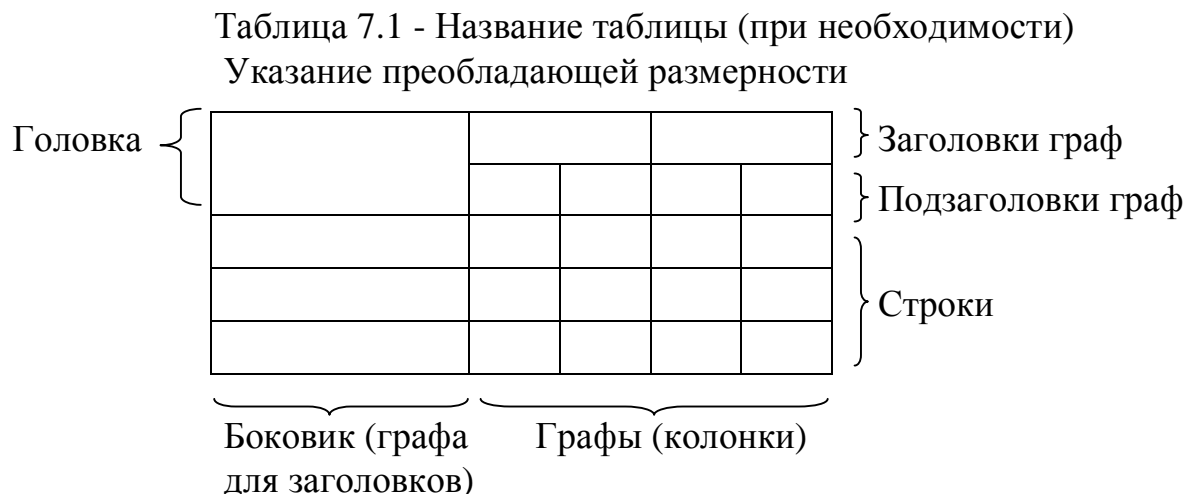 Таблица 7.1 - Название таблицы (при необходимости)
Указание преобладающей размерности
Головка
Заголовки граф
Подзаголовки граф
Строки
Боковик (графа
для заголовков)
Графы (колонки)